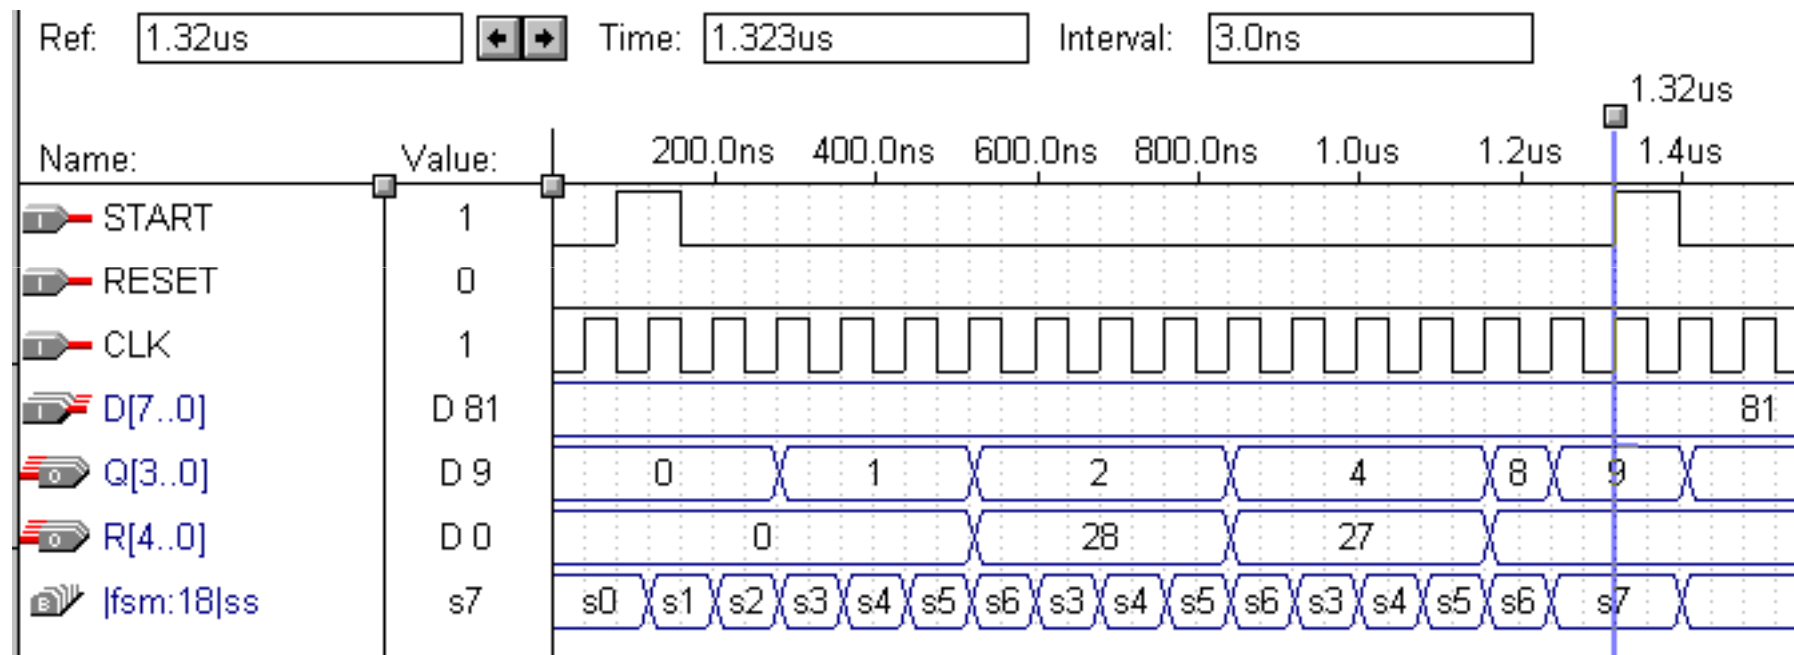 Ref: 1.32us Time: 1.323us Interval: 3.0ns
1.32us
Name: Value: 200.0ns 400.0ns 600.0ns 800.0ns 1.0us 1.2us 1.4us
START 1
RESET 0
CLK 1
D[7..0] D 81 81
Q[3..0] D 9 0 1 2 4 8 9
R[4..0] D 0 0 28 27
|fsm:18|ss s7 s0 s1 s2 s3 s4 s5 s6 s3 s4 s5 s6 s3 s4 s5 s6 s7